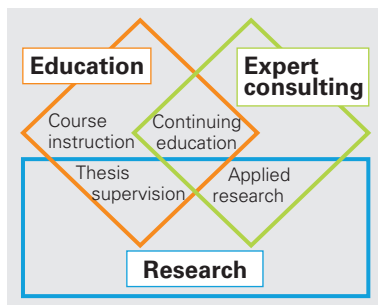 Education
Expert
consulting
Course
instruction
Continuing
education
Thesis
supervision
Applied
research
Research